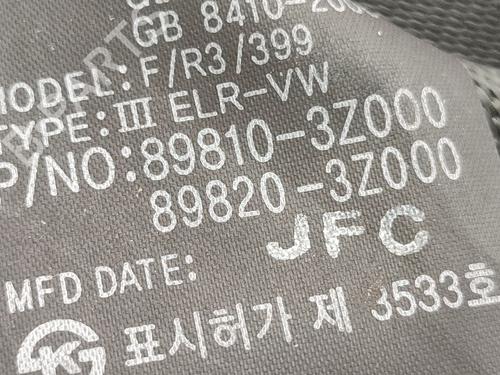 GB 8410-2006
MODEL: F/R3/399
TYPE: III ELR-VW
P/NO: 89810-3Z000
89820-3Z000
JFC
MFD DATE:
표시허가 제 3533호